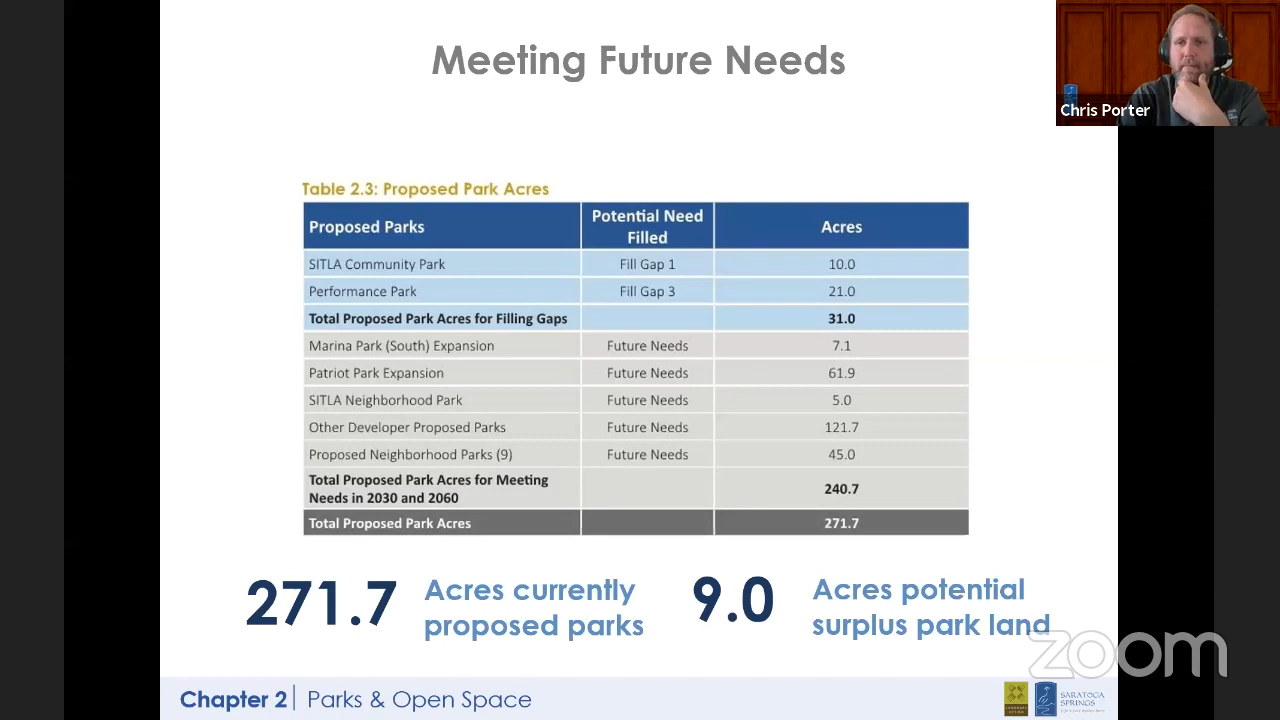 Meeting Future Needs
Chris Porter
Table 2.3: Proposed Park Acres
Proposed Parks Potential Need Filled Acres
SITLA Community Park Fill Gap 1 10.0
Performance Park Fill Gap 3 21.0
Total Proposed Park Acres for Filling Gaps 31.0
Marina Park (South) Expansion Future Needs 7.1
Patriot Park Expansion Future Needs 61.9
SITLA Neighborhood Park Future Needs 5.0
Other Developer Proposed Parks Future Needs 121.7
Proposed Neighborhood Parks (9) Future Needs 45.0
Total Proposed Park Acres for Meeting
Needs in 2030 and 2060 240.7
Total Proposed Park Acres 271.7
271.7 Acres currently
proposed parks
9.0 Acres potential
surplus park land
zoom
Chapter 2 | Parks & Open Space
SARATOGA
SPRINGS